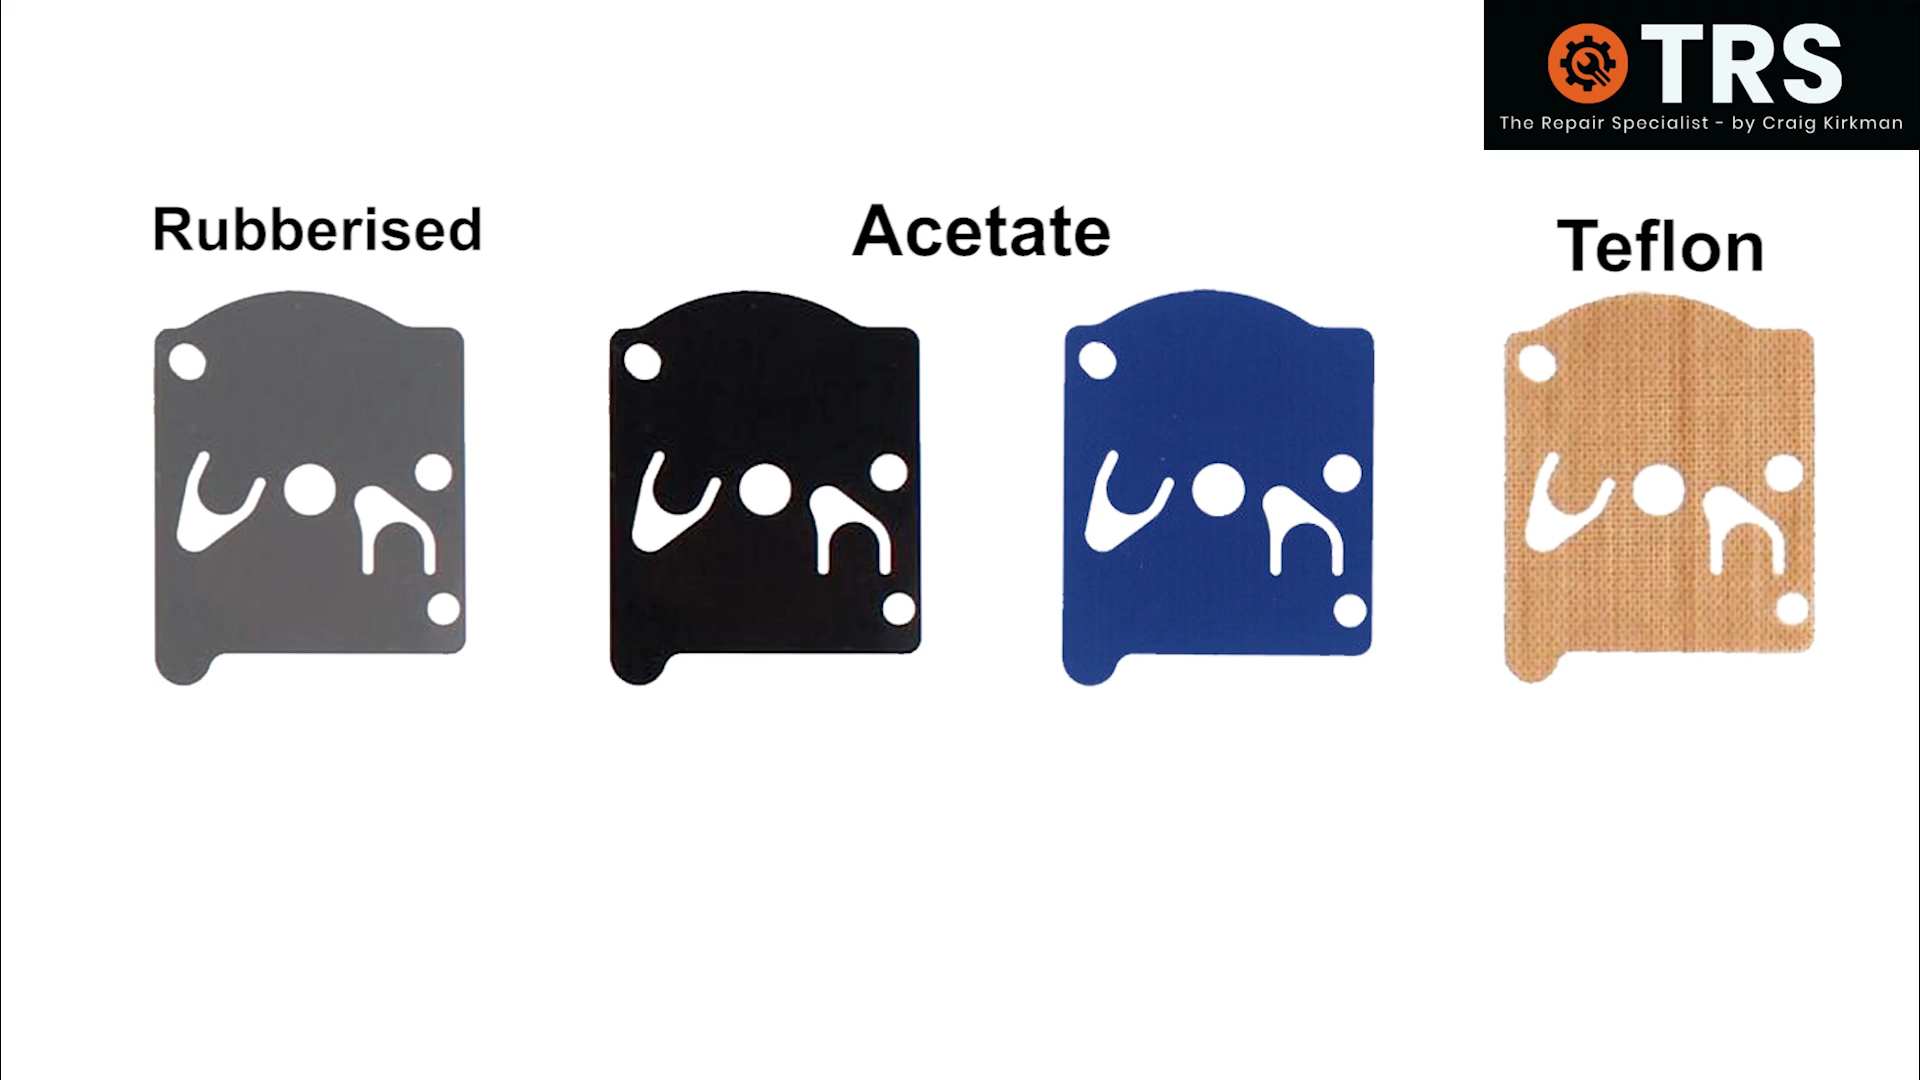 TRS
The Repair Specialist - by Craig Kirkman
Rubberised
Acetate
Teflon